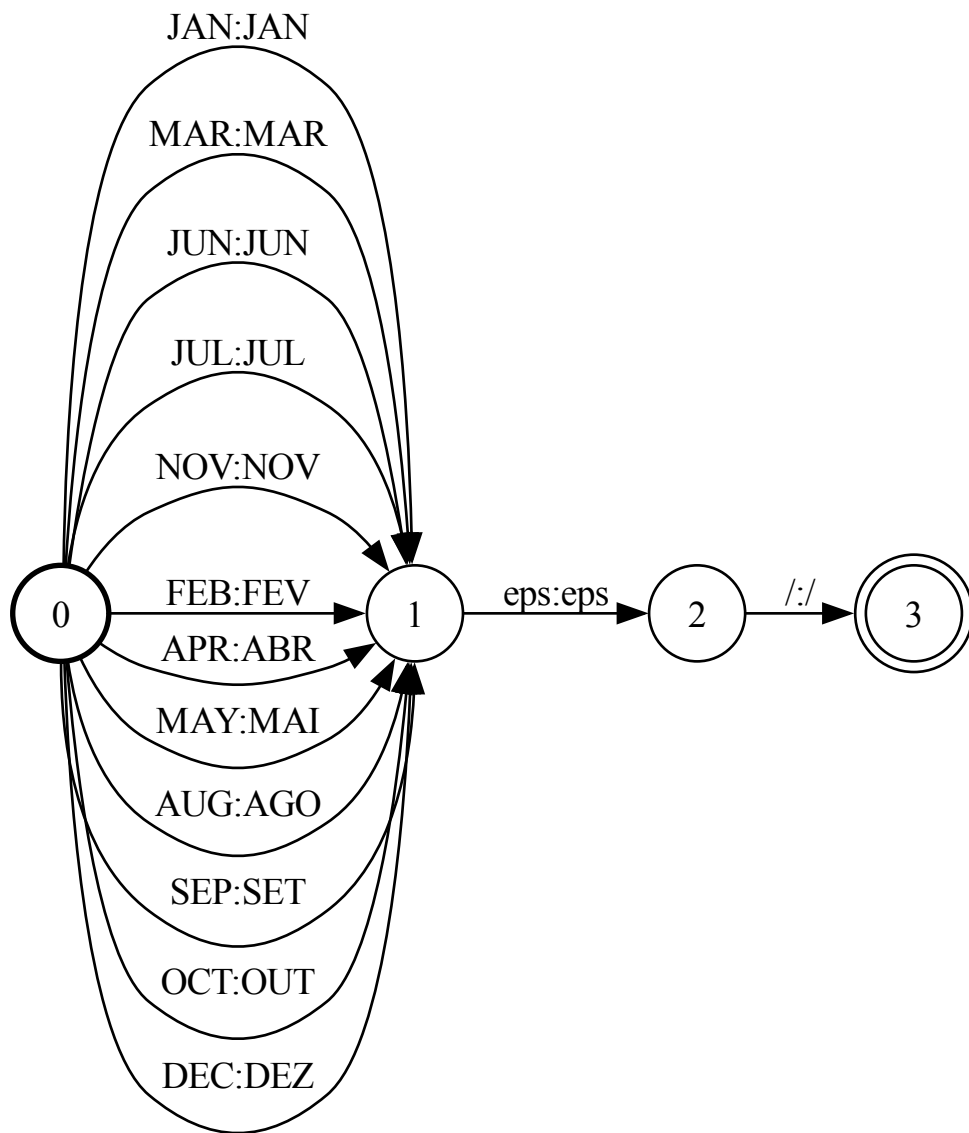 JAN:JAN
MAR:MAR
JUN:JUN
JUL:JUL
NOV:NOV
0
FEB:FEV
1
eps:eps
2
/:/
3
APR:ABR
MAY:MAI
AUG:AGO
SEP:SET
OCT:OUT
DEC:DEZ